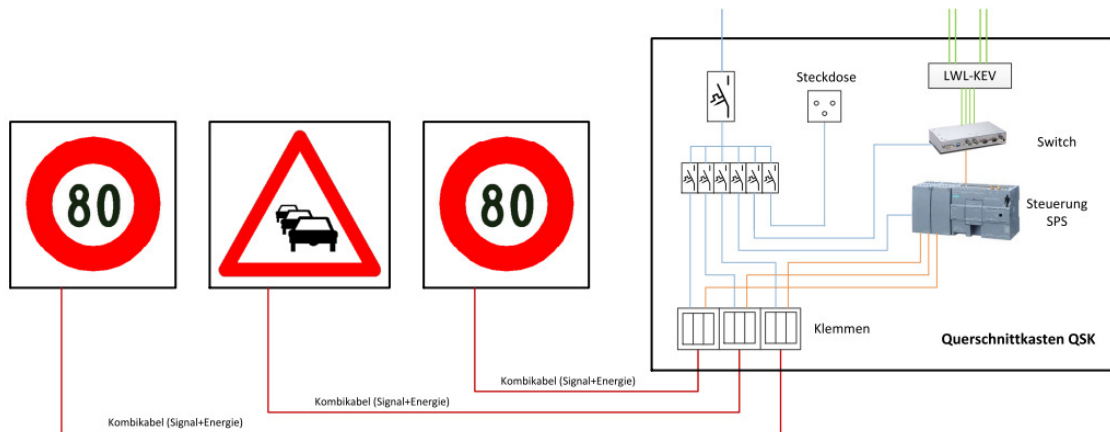 80
80
Steckdose
LWL-KEV
Switch
Steuerung
SPS
Klemmen
Querschnittkasten QSK
Kombikabel (Signal+Energie)
Kombikabel (Signal+Energie)
Kombikabel (Signal+Energie)